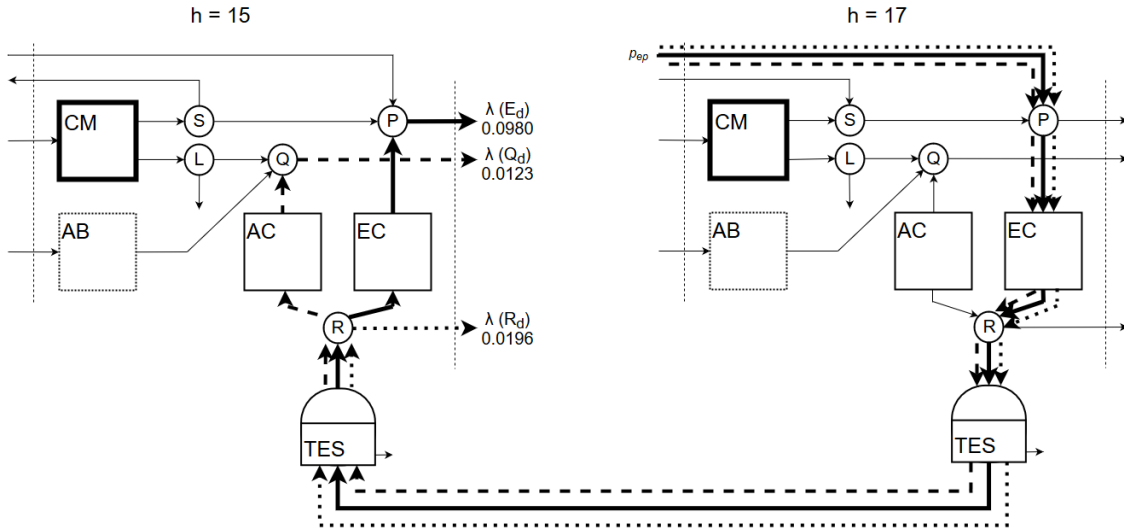 h = 15
h = 17
p_ep
λ (E_d)
0.0980
CM
S
P
λ (Q_d)
0.0123
L
Q
AB
AC
EC
λ (R_d)
0.0196
R
TES
CM
S
P
L
Q
AB
AC
EC
R
TES